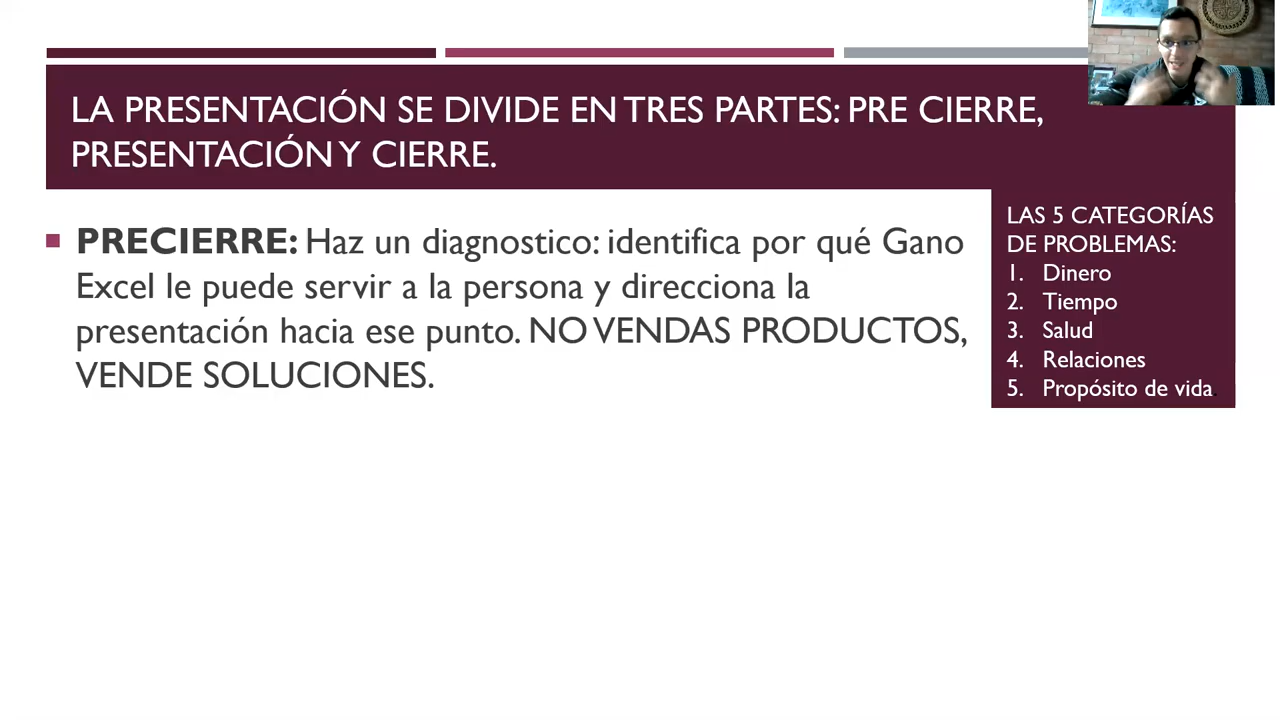 LA PRESENTACIÓN SE DIVIDE EN TRES PARTES: PRE CIERRE,
PRESENTACIÓN Y CIERRE.
PRECIERRE: Haz un diagnostico: identifica por qué Gano
Excel le puede servir a la persona y direcciona la
presentación hacia ese punto. NO VENDAS PRODUCTOS,
VENDE SOLUCIONES.
LAS 5 CATEGORÍAS
DE PROBLEMAS:
1. Dinero
2. Tiempo
3. Salud
4. Relaciones
5. Propósito de vida.